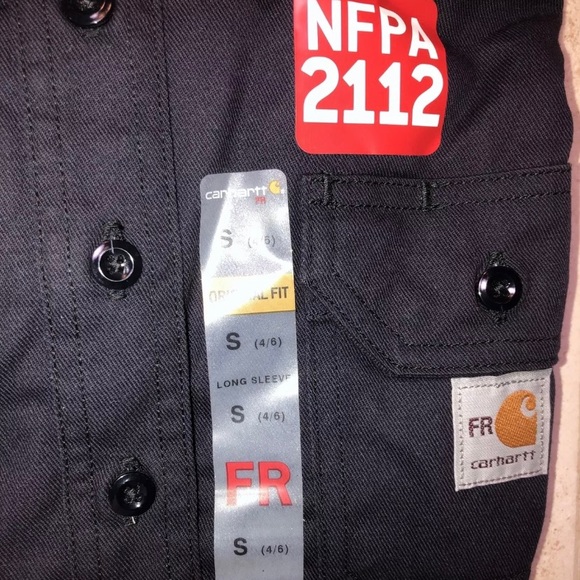 NFPA
2112
carhartt
FR
S (4/6)
ORIGINAL FIT
S (4/6)
LONG SLEEVE
S (4/6)
FR
S (4/6)
FR
carhartt